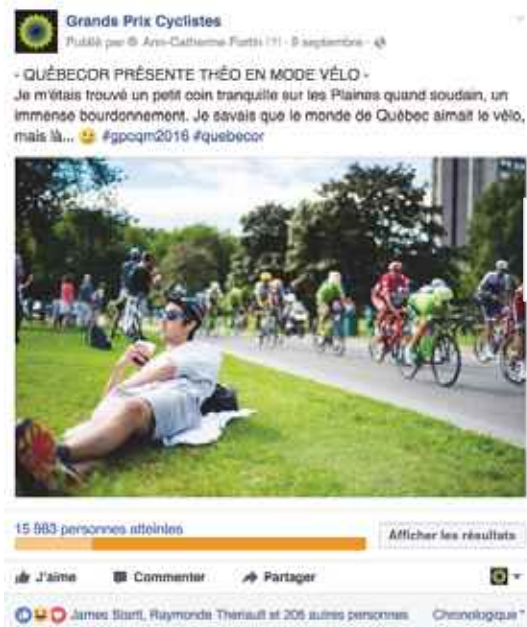 Grands Prix Cyclistes
Publié par Ann-Catherine Fortin [?] · 9 septembre ·
- QUÉBECOR PRÉSENTE THÉO EN MODE VÉLO -
Je m'étais trouvé un petit coin tranquille sur les Plaines quand soudain, un
immense bourdonnement. Je savais que le monde de Québec aimait le vélo,
mais là... 🙂 #gpcqm2016 #quebecor
15 983 personnes atteintes
Afficher les résultats
J'aime Commenter Partager
James Startt, Raymonde Theriault et 206 autres personnes Chronologique